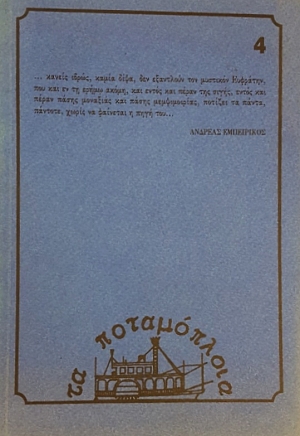 4
... κανείς ιδρώς, καμία δίψα, δεν εξαντλούν τον μυστικόν Ευφράτην,
που και εν τη ερήμω ακόμη, και εντός και πέραν της σιγής, εντός και
πέραν πάσης μοναξιάς και πάσης μεμψιμοιρίας, ποτίζει τα πάντα,
πάντοτε, χωρίς να φαίνεται η πηγή του...
ΑΝΔΡΕΑΣ ΕΜΠΕΙΡΙΚΟΣ
τα ποταμόπλοια